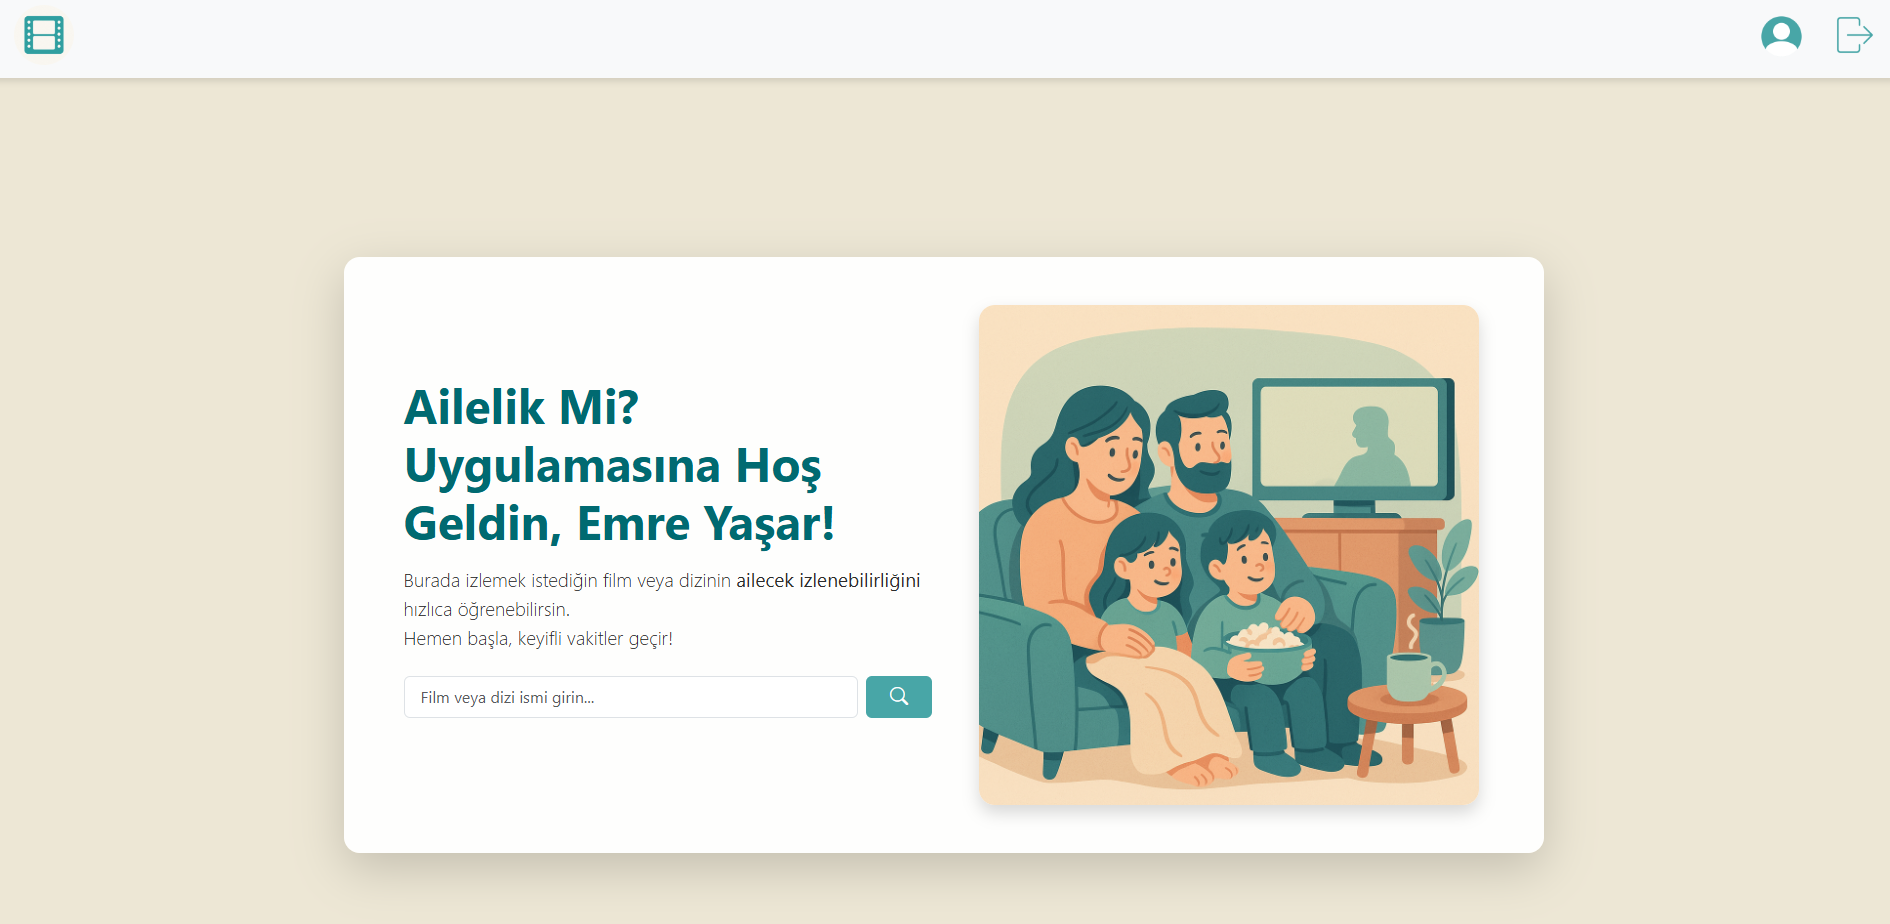 Ailelik Mi?
Uygulamasına Hoş
Geldin, Emre Yaşar!
Burada izlemek istediğin film veya dizinin ailecek izlenebilirliğini
hızlıca öğrenebilirsin.
Hemen başla, keyifli vakitler geçir!
Film veya dizi ismi girin...